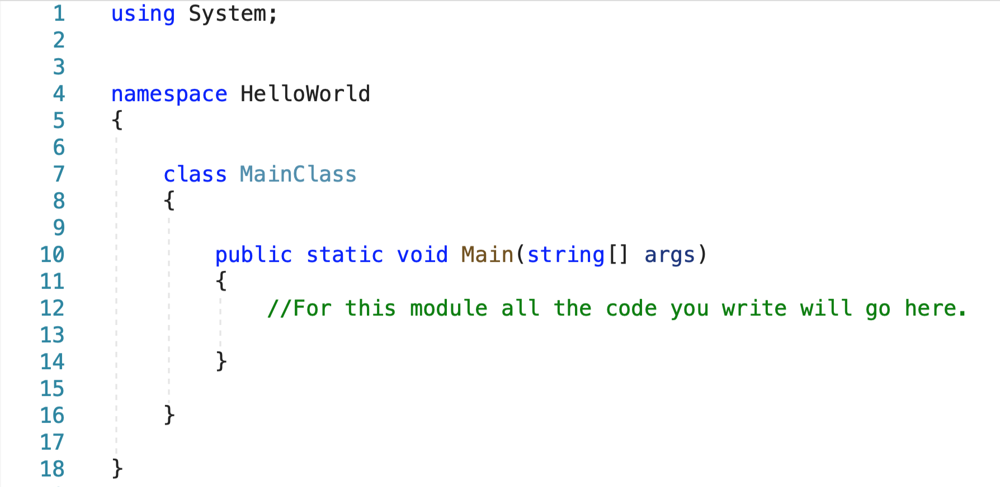 1 using System;
2
3
4 namespace HelloWorld
5 {
6
7 class MainClass
8 {
9
10 public static void Main(string[] args)
11 {
12 //For this module all the code you write will go here.
13
14 }
15
16 }
17
18 }